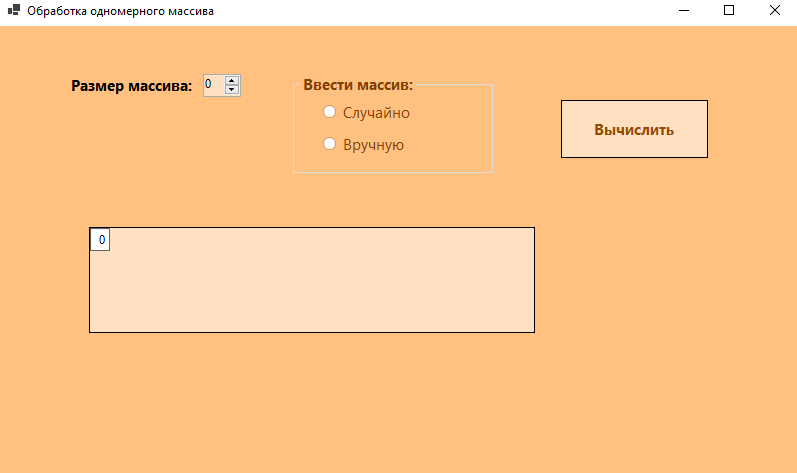 Обработка одномерного массива
Размер массива: 0
Ввести массив:
Случайно
Вручную
Вычислить
0